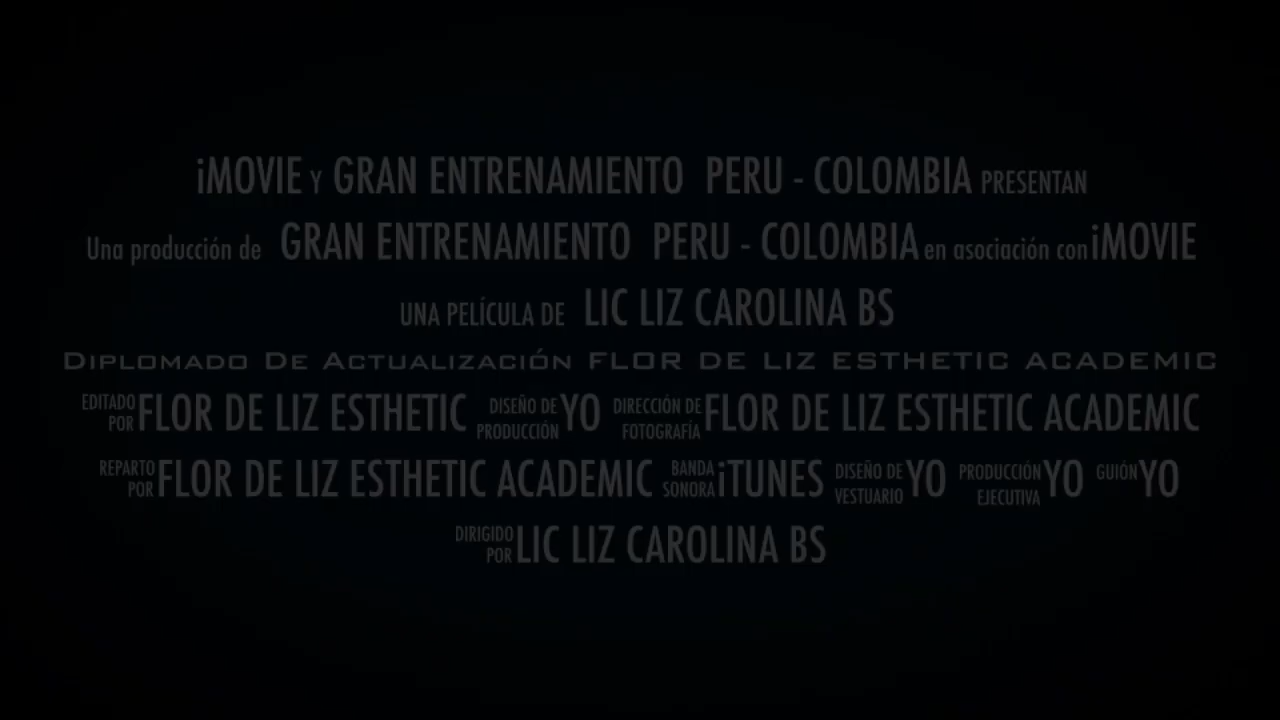 iMOVIE Y GRAN ENTRENAMIENTO PERU - COLOMBIA PRESENTAN
Una producción de GRAN ENTRENAMIENTO PERU - COLOMBIA en asociación con iMOVIE
UNA PELÍCULA DE LIC LIZ CAROLINA BS
DIPLOMADO DE ACTUALIZACIÓN FLOR DE LIZ ESTHETIC ACADEMIC
EDITADO POR FLOR DE LIZ ESTHETIC DISEÑO DE PRODUCCIÓN YO DIRECCIÓN DE FOTOGRAFÍA FLOR DE LIZ ESTHETIC ACADEMIC
REPARTO POR FLOR DE LIZ ESTHETIC ACADEMIC BANDA SONORA iTUNES DISEÑO DE VESTUARIO YO PRODUCCIÓN EJECUTIVA YO GUIÓN YO
DIRIGIDO POR LIC LIZ CAROLINA BS